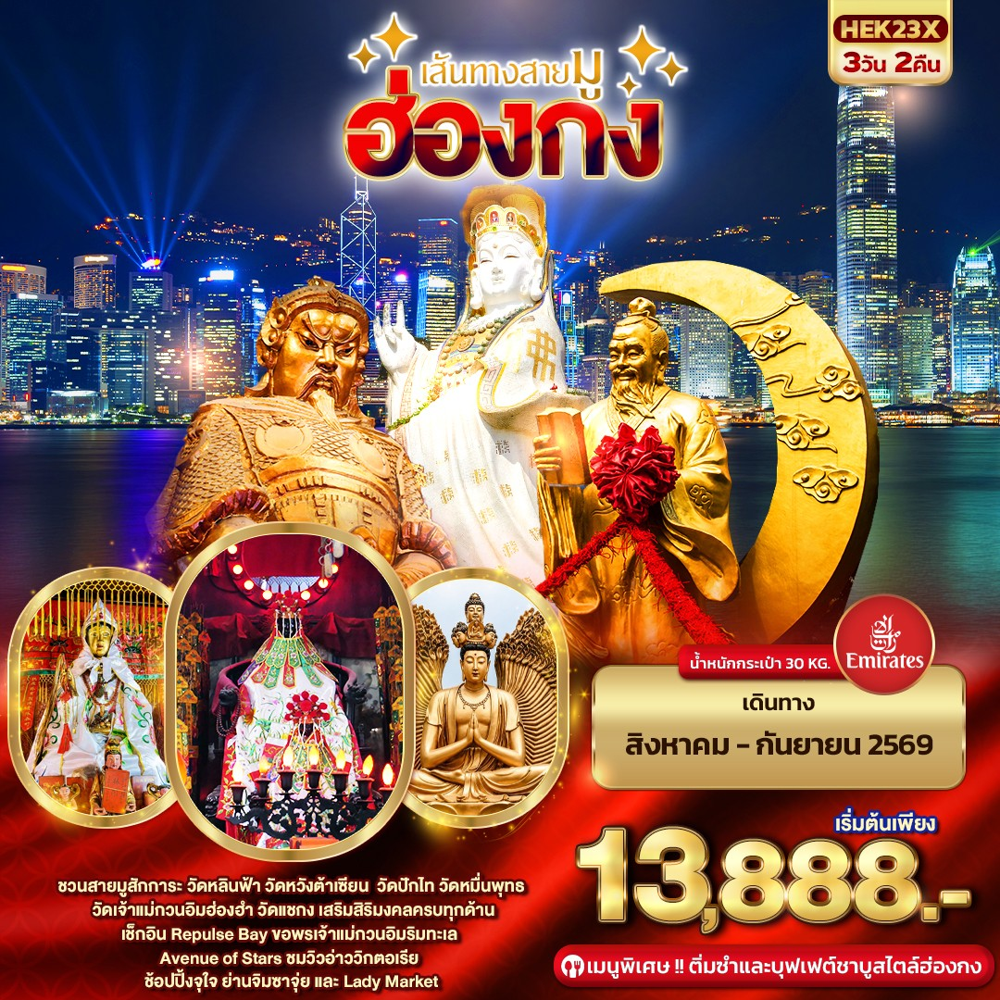 HEK23X
3วัน 2คืน
เส้นทางสายมู
ฮ่องกง
น้ำหนักกระเป๋า 30 KG.
Emirates
เดินทาง
สิงหาคม - กันยายน 2569
เริ่มต้นเพียง
13,888.-
ชวนสายมูสักการะ วัดหลินฟ้า วัดหวังต้าเซียน วัดปักไท วัดหมื่นพุทธ
วัดเจ้าแม่กวนอิมฮ่องฮำ วัดแชกง เสริมสิริมงคลครบทุกด้าน
เช็กอิน Repulse Bay ขอพรเจ้าแม่กวนอิมริมทะเล
Avenue of Stars ชมวิวอ่าววิกตอเรีย
ช้อปปิ้งจุใจ ย่านจิมซาจุ่ย และ Lady Market
เมนูพิเศษ !! ติ่มซำและบุฟเฟต์ชาบูสไตล์ฮ่องกง